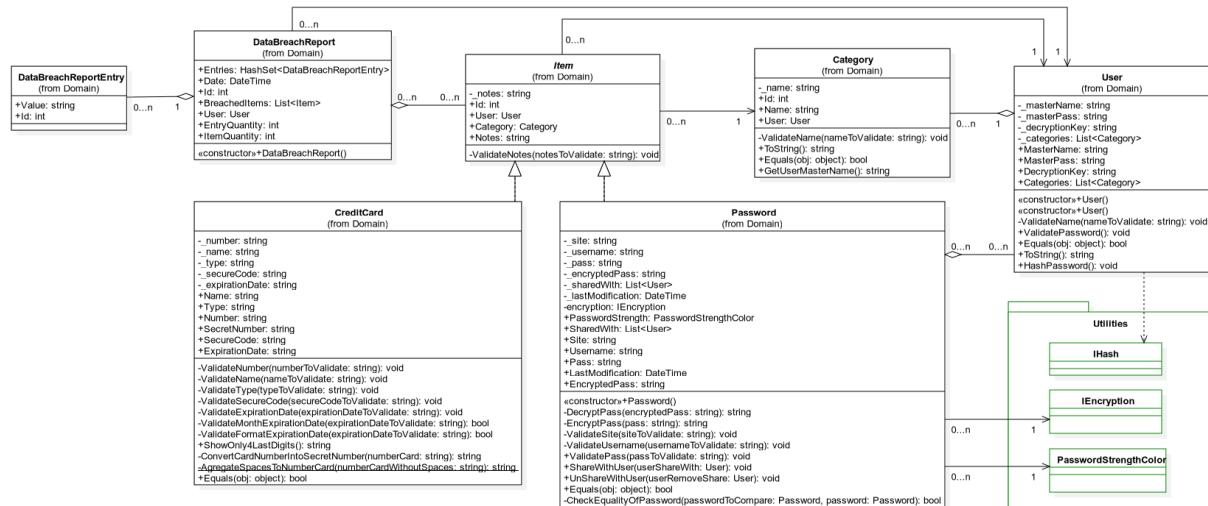 0...n
DataBreachReport
(from Domain)
+Entries: HashSet<DataBreachReportEntry>
+Date: DateTime
+Id: int
+BreachedItems: List<Item>
+User: User
+EntryQuantity: int
+ItemQuantity: int
«constructor»+DataBreachReport()
DataBreachReportEntry
(from Domain)
+Value: string
+Id: int
0...n
1
0...n
0...n
0...n
Item
(from Domain)
-_notes: string
+Id: int
+User: User
+Category: Category
+Notes: string
-ValidateNotes(notesToValidate: string): void
0...n
1
Category
(from Domain)
-_name: string
+Id: int
+Name: string
+User: User
-ValidateName(nameToValidate: string): void
+ToString(): string
+Equals(obj: object): bool
+GetUserMasterName(): string
0...n
1
1
1
User
(from Domain)
-_masterName: string
-_masterPass: string
-_decryptionKey: string
-_categories: List<Category>
+MasterName: string
+MasterPass: string
+DecryptionKey: string
+Categories: List<Category>
«constructor»+User()
«constructor»+User()
-ValidateName(nameToValidate: string): void
+ValidatePassword(): void
+Equals(obj: object): bool
+ToString(): string
+HashPassword(): void
CreditCard
(from Domain)
-_number: string
-_name: string
-_type: string
-_secureCode: string
-_expirationDate: string
+Name: string
+Type: string
+Number: string
+SecretNumber: string
+SecureCode: string
+ExpirationDate: string
-ValidateNumber(numberToValidate: string): void
-ValidateName(nameToValidate: string): void
-ValidateType(typeToValidate: string): void
-ValidateSecureCode(secureCodeToValidate: string): void
-ValidateExpirationDate(expirationDateToValidate: string): void
-ValidateMonthExpirationDate(expirationDateToValidate: string): bool
-ValidateFormatExpirationDate(expirationDateToValidate: string): bool
+ShowOnly4LastDigits(): string
-ConvertCardNumberIntoSecretNumber(numberCard: string): string
-AgregateSpacesToNumberCard(numberCardWithoutSpaces: string): string
+Equals(obj: object): bool
Password
(from Domain)
-_site: string
-_username: string
-_pass: string
-_encryptedPass: string
-_sharedWith: List<User>
-_lastModification: DateTime
-encryption: IEncryption
+PasswordStrength: PasswordStrengthColor
+SharedWith: List<User>
+Site: string
+Username: string
+Pass: string
+LastModification: DateTime
+EncryptedPass: string
«constructor»+Password()
-DecryptPass(encryptedPass: string): string
-EncryptPass(pass: string): string
-ValidateSite(siteToValidate: string): void
-ValidateUsername(usernameToValidate: string): void
+ValidatePass(passToValidate: string): void
+ShareWithUser(userShareWith: User): void
+UnShareWithUser(userRemoveShare: User): void
+Equals(obj: object): bool
-CheckEqualityOfPassword(passwordToCompare: Password, password: Password): bool
0...n
0...n
Utilities
IHash
IEncryption
0...n
1
PasswordStrengthColor
0...n
1